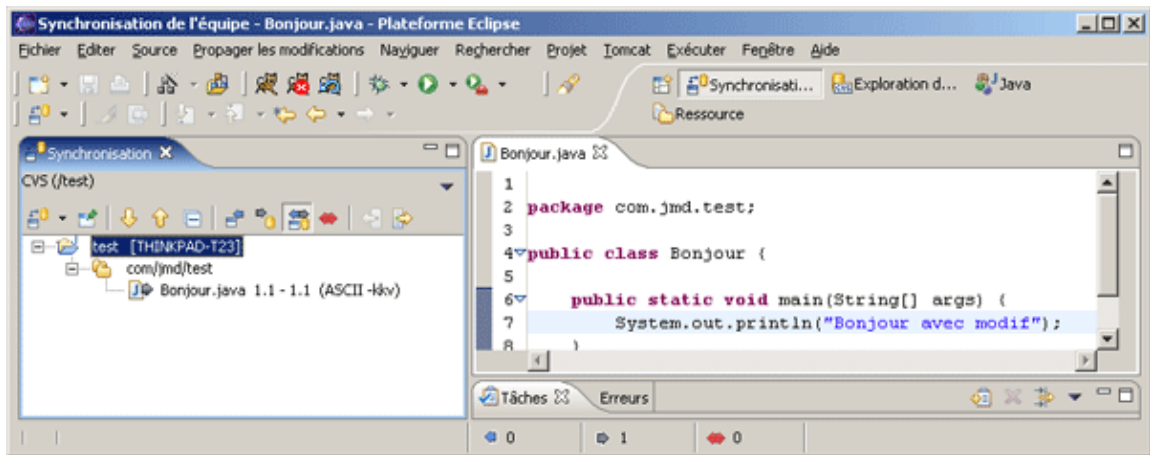 Synchronisation de l'équipe - Bonjour.java - Plateforme Eclipse
Fichier Editer Source Propager les modifications Naviguer Rechercher Projet Tomcat Exécuter Fenêtre Aide
Synchronisati... Exploration d... Java
Ressource
Synchronisation
CVS (/test)
test [THINKPAD-T23]
com/jmd/test
Bonjour.java 1.1 - 1.1 (ASCII -kkv)
Bonjour.java
1
2 package com.jmd.test;
3
4 public class Bonjour {
5
6 public static void main(String[] args) {
7 System.out.println("Bonjour avec modif");
8 }
Tâches Erreurs
0 1 0